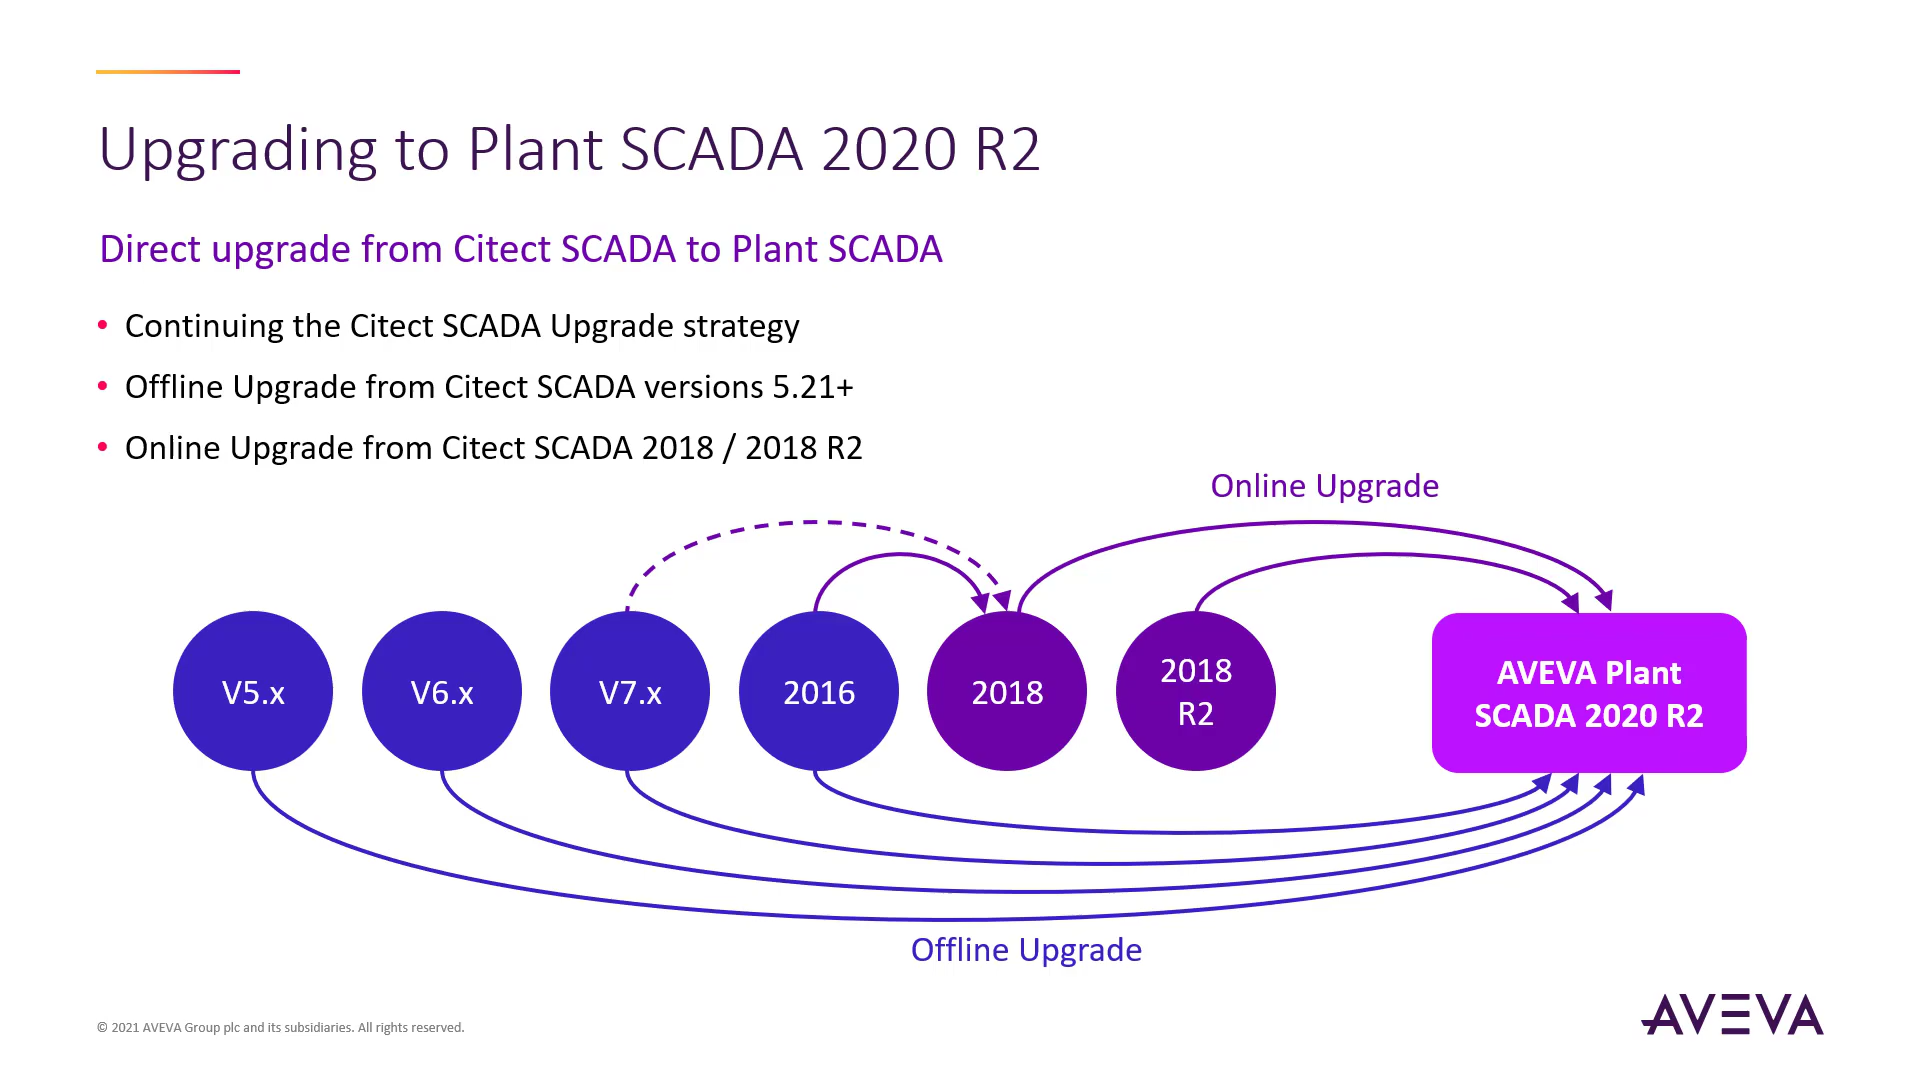 Upgrading to Plant SCADA 2020 R2
Direct upgrade from Citect SCADA to Plant SCADA
• Continuing the Citect SCADA Upgrade strategy
• Offline Upgrade from Citect SCADA versions 5.21+
• Online Upgrade from Citect SCADA 2018 / 2018 R2
Online Upgrade
V5.x
V6.x
V7.x
2016
2018
2018
R2
AVEVA Plant
SCADA 2020 R2
Offline Upgrade
© 2021 AVEVA Group plc and its subsidiaries. All rights reserved.
AVEVA